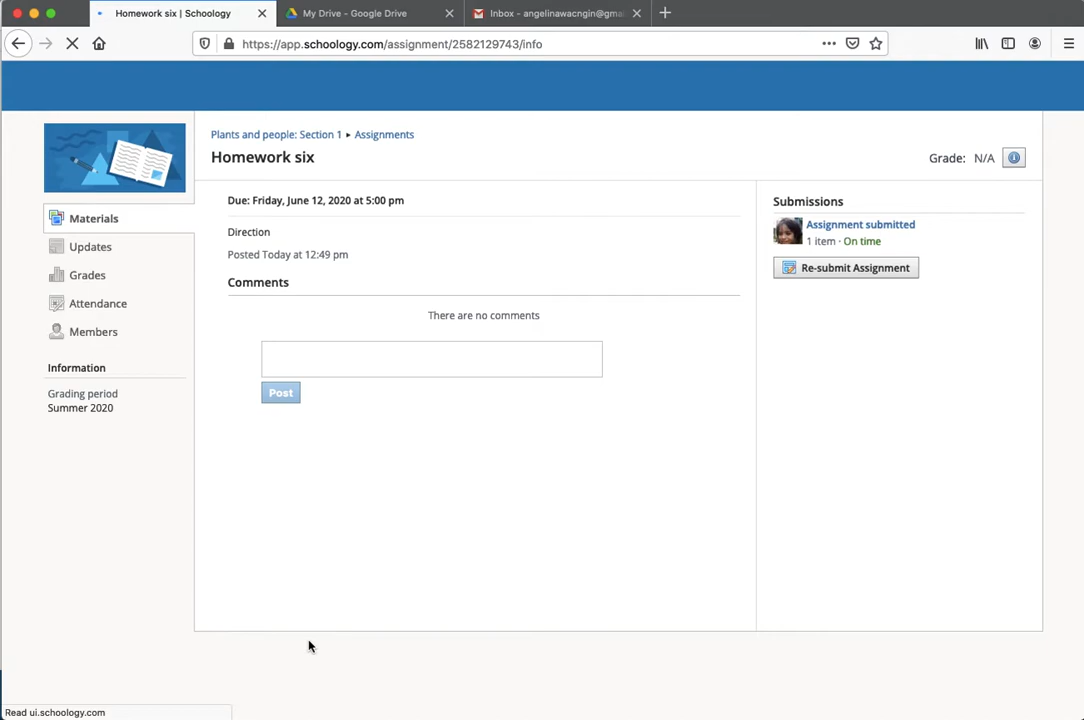 Homework six | Schoology
My Drive - Google Drive
Inbox - angelinawacngin@gmai
https://app.schoology.com/assignment/2582129743/info
Plants and people: Section 1 ▸ Assignments
Homework six
Grade: N/A
Materials
Updates
Grades
Attendance
Members
Information
Grading period
Summer 2020
Due: Friday, June 12, 2020 at 5:00 pm
Direction
Posted Today at 12:49 pm
Comments
There are no comments
Post
Submissions
Assignment submitted
1 item · On time
Re-submit Assignment
Read ui.schoology.com